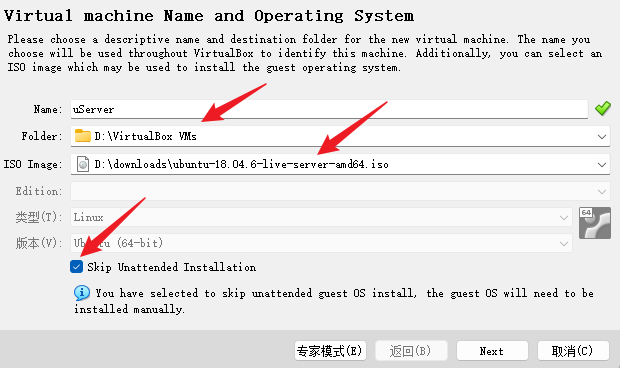 Virtual machine Name and Operating System
Please choose a descriptive name and destination folder for the new virtual machine. The name you
choose will be used throughout VirtualBox to identify this machine. Additionally, you can select an
ISO image which may be used to install the guest operating system.
Name: uServer
Folder: D:\VirtualBox VMs
ISO Image: D:\downloads\ubuntu-18.04.6-live-server-amd64.iso
Edition:
类型(T): Linux 64
版本(V): Ubuntu (64-bit)
Skip Unattended Installation
You have selected to skip unattended guest OS install, the guest OS will need to be
installed manually.
专家模式(E) 返回(B) Next 取消(C)